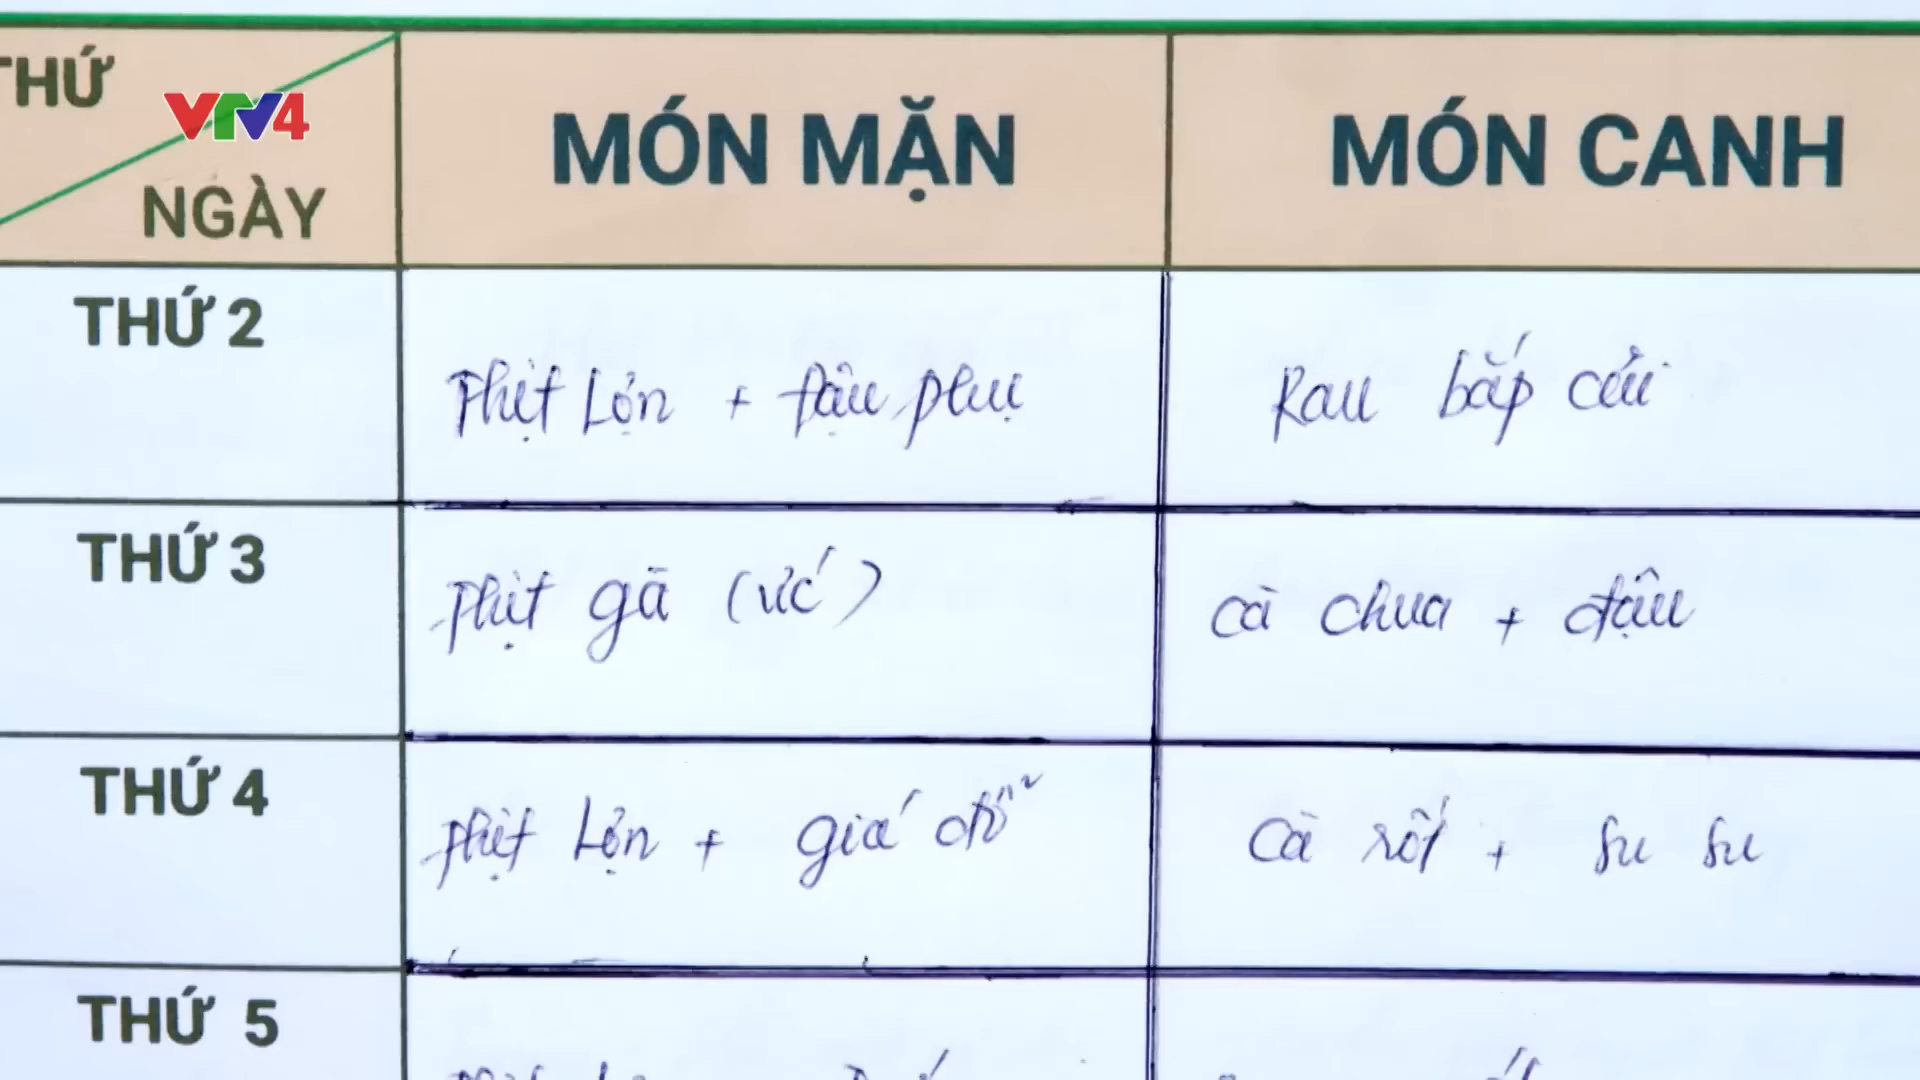 THỨ
VTV4
NGÀY
MÓN MẶN
MÓN CANH
THỨ 2
Thịt Lợn + đậu phụ
Rau bắp cải
THỨ 3
Thịt gà (ức)
cà chua + đậu
THỨ 4
Thịt Lợn + giá đỗ
Cà rốt + su su
THỨ 5